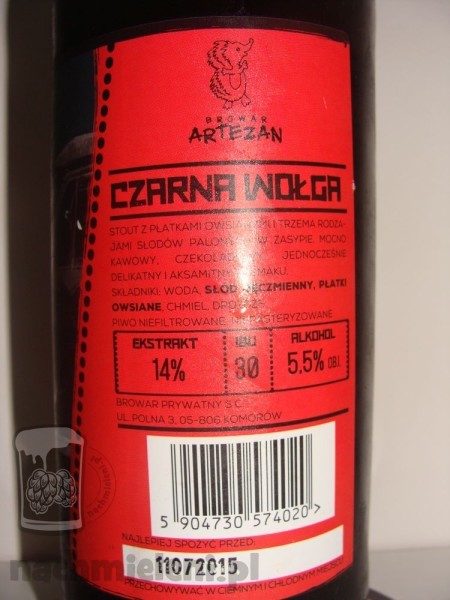 BROWAR
ARTEZAN
CZARNA WOŁGA
STOUT Z PŁATKAMI OWSIANYMI I TRZEMA RODZA-
JAMI SŁODÓW PALONYCH W ZASYPIE. MOCNO
KAWOWY, JEDNOCZEŚNIE
DELIKATNY I AKSAMITNY SMAKU.
SKŁADNIKI: WODA, SŁÓD JĘCZMIENNY, PŁATKI
OWSIANE, CHMIEL, DROŻDŻE.
PIWO NIEFILTROWANE, NIEPASTERYZOWANE.
EKSTRAKT IBU ALKOHOL
14% 30 5.5% OBJ.
BROWAR PRYWATNY S.C.
UL. POLNA 3, 05-806 KOMORÓW
5 904730 574020 >
NAJLEPIEJ SPOŻYĆ PRZED:
11072015
PRZECHOWYWAĆ W CIEMNYM I CHŁODNYM MIEJSCU
nachmieleni.pl